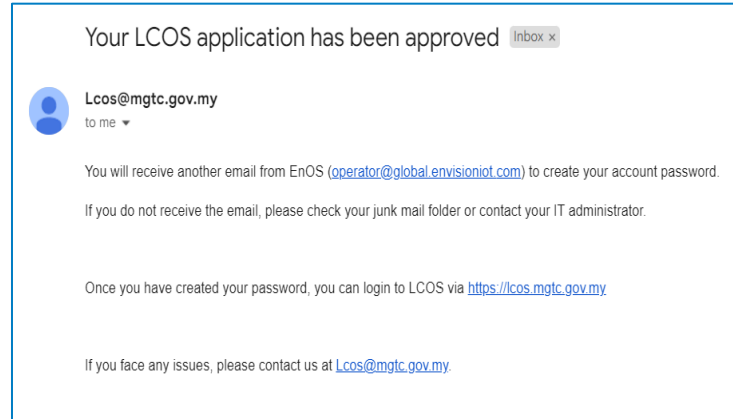 Your LCOS application has been approved Inbox ×
Lcos@mgtc.gov.my
to me
You will receive another email from EnOS (operator@global.envisioniot.com) to create your account password.
If you do not receive the email, please check your junk mail folder or contact your IT administrator.
Once you have created your password, you can login to LCOS via https://lcos.mgtc.gov.my
If you face any issues, please contact us at Lcos@mgtc.gov.my.